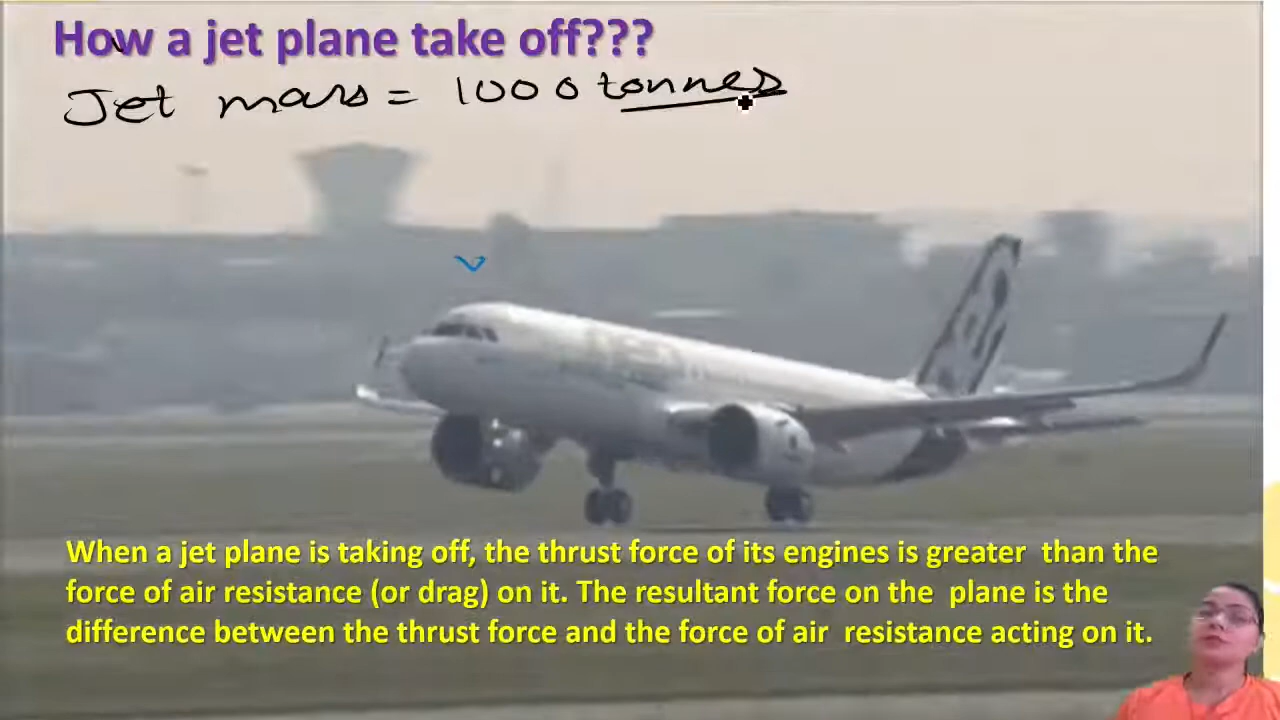 How a jet plane take off???
Jet mass = 1000 tonnes
When a jet plane is taking off, the thrust force of its engines is greater than the
force of air resistance (or drag) on it. The resultant force on the plane is the
difference between the thrust force and the force of air resistance acting on it.